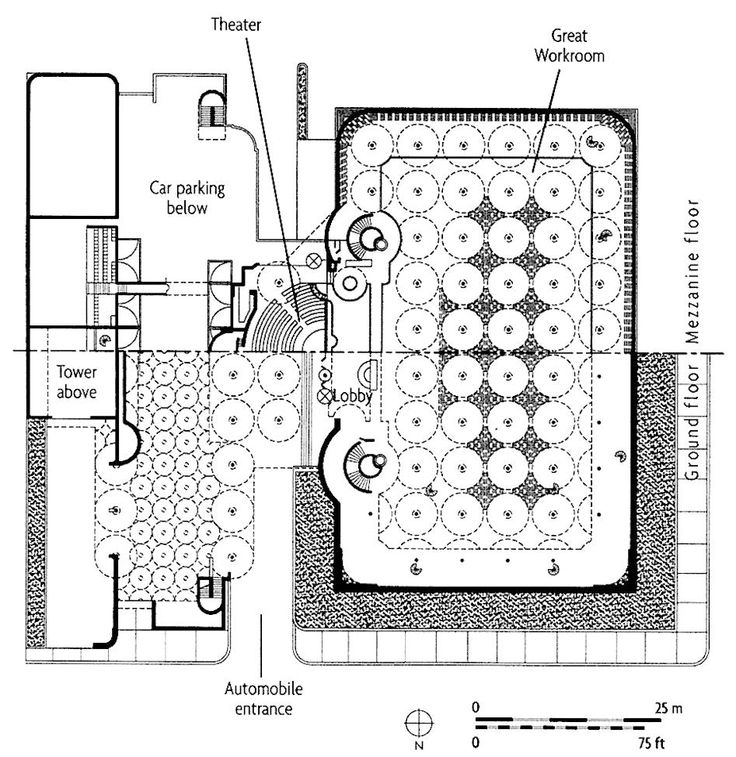 Theater
Great
Workroom
Car parking
below
Mezzanine floor
Tower
above
Lobby
Ground floor
Automobile
entrance
N
0
25 m
0
75 ft